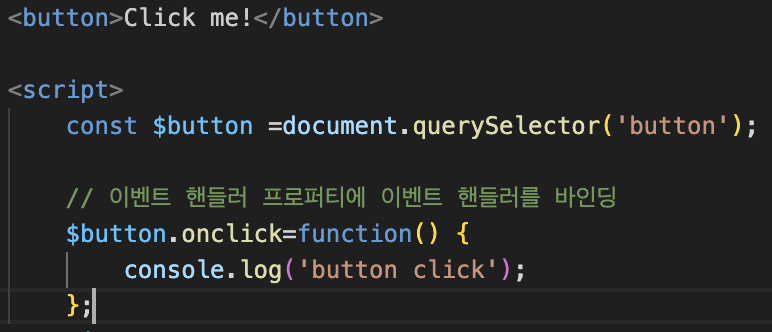 <button>Click me!</button>
<script>
const $button =document.querySelector('button');
// 이벤트 핸들러 프로퍼티에 이벤트 핸들러를 바인딩
$button.onclick=function() {
console.log('button click');
};